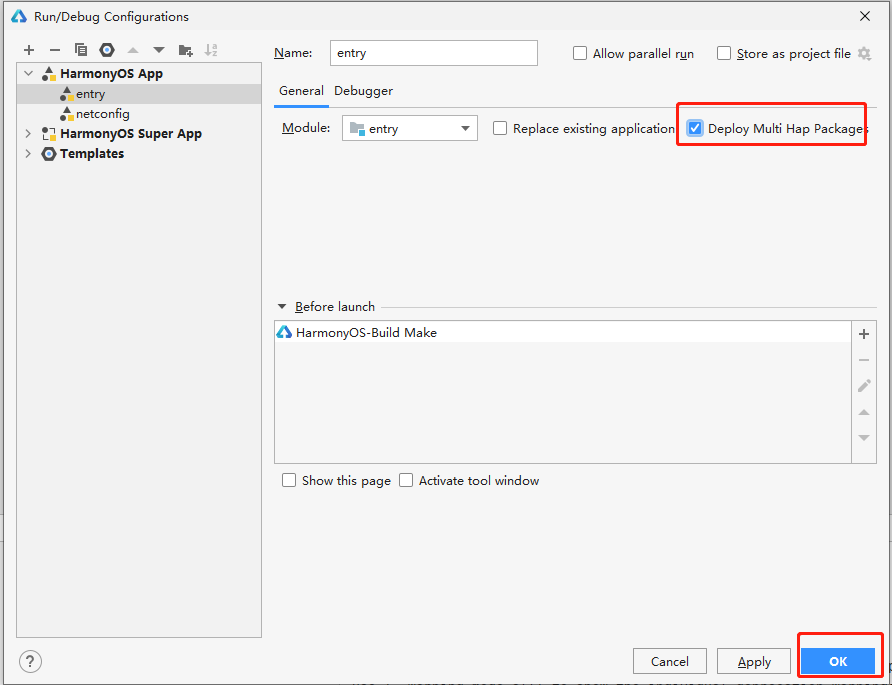 Run/Debug Configurations
Name: entry Allow parallel run Store as project file
HarmonyOS App
entry
netconfig
HarmonyOS Super App
Templates
General Debugger
Module: entry Replace existing application Deploy Multi Hap Packages
Before launch
HarmonyOS-Build Make
Show this page Activate tool window
? Cancel Apply OK